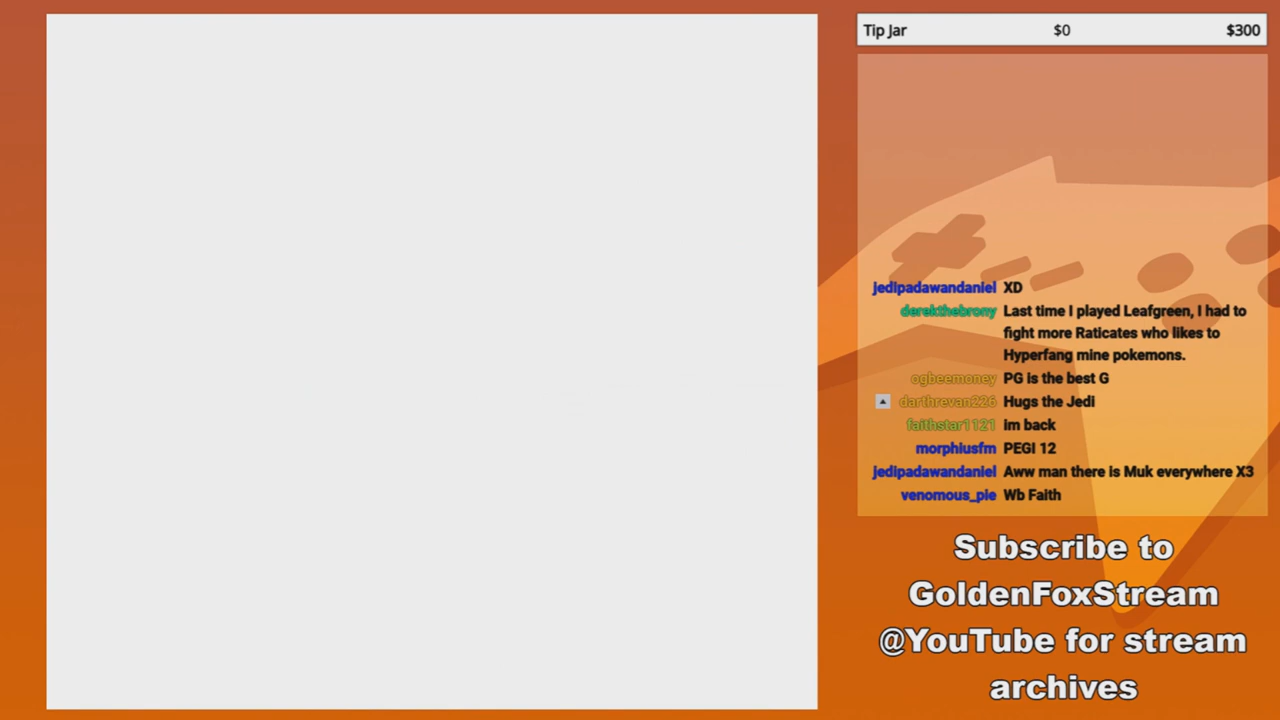 Tip Jar $0 $300
jedipadawandaniel XD
derekthebrony Last time I played Leafgreen, I had to
fight more Raticates who likes to
Hyperfang mine pokemons.
ogbeemoney PG is the best G
darthrevan226 Hugs the Jedi
faithstar1121 im back
morphiusfm PEGI 12
jedipadawandaniel Aww man there is Muk everywhere X3
venomous_pie Wb Faith
Subscribe to
GoldenFoxStream
@YouTube for stream
archives